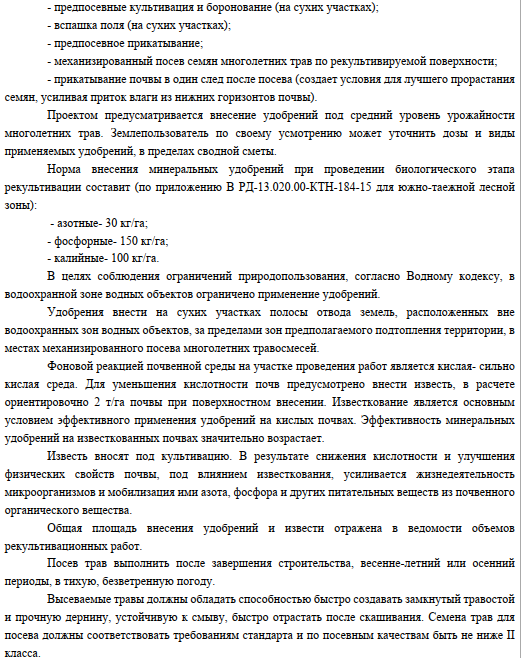 - предпосевные культивация и боронование (на сухих участках);
- вспашка поля (на сухих участках);
- предпосевное прикатывание;
- механизированный посев семян многолетних трав по рекультивируемой поверхности;
- прикатывание почвы в один след после посева (создает условия для лучшего прорастания
семян, усиливая приток влаги из нижних горизонтов почвы).
Проектом предусматривается внесение удобрений под средний уровень урожайности
многолетних трав. Землепользователь по своему усмотрению может уточнить дозы и виды
применяемых удобрений, в пределах сводной сметы.
Норма внесения минеральных удобрений при проведении биологического этапа
рекультивации составит (по приложению В РД-13.020.00-КТН-184-15 для южно-таежной лесной
зоны):
- азотные- 30 кг/га;
- фосфорные- 150 кг/га;
- калийные- 100 кг/га.
В целях соблюдения ограничений природопользования, согласно Водному кодексу, в
водоохранной зоне водных объектов ограничено применение удобрений.
Удобрения внести на сухих участках полосы отвода земель, расположенных вне
водоохранных зон водных объектов, за пределами зон предполагаемого подтопления территории, в
местах механизированного посева многолетних травосмесей.
Фоновой реакцией почвенной среды на участке проведения работ является кислая- сильно
кислая среда. Для уменьшения кислотности почв предусмотрено внести известь, в расчете
ориентировочно 2 т/га почвы при поверхностном внесении. Известкование является основным
условием эффективного применения удобрений на кислых почвах. Эффективность минеральных
удобрений на известкованных почвах значительно возрастает.
Известь вносят под культивацию. В результате снижения кислотности и улучшения
физических свойств почвы, под влиянием известкования, усиливается жизнедеятельность
микроорганизмов и мобилизация ими азота, фосфора и других питательных веществ из почвенного
органического вещества.
Общая площадь внесения удобрений и извести отражена в ведомости объемов
рекультивационных работ.
Посев трав выполнить после завершения строительства, весенне-летний или осенний
периоды, в тихую, безветренную погоду.
Высеваемые травы должны обладать способностью быстро создавать замкнутый травостой
и прочную дернину, устойчивую к смыву, быстро отрастать после скашивания. Семена трав для
посева должны соответствовать требованиям стандарта и по посевным качествам быть не ниже II
класса.